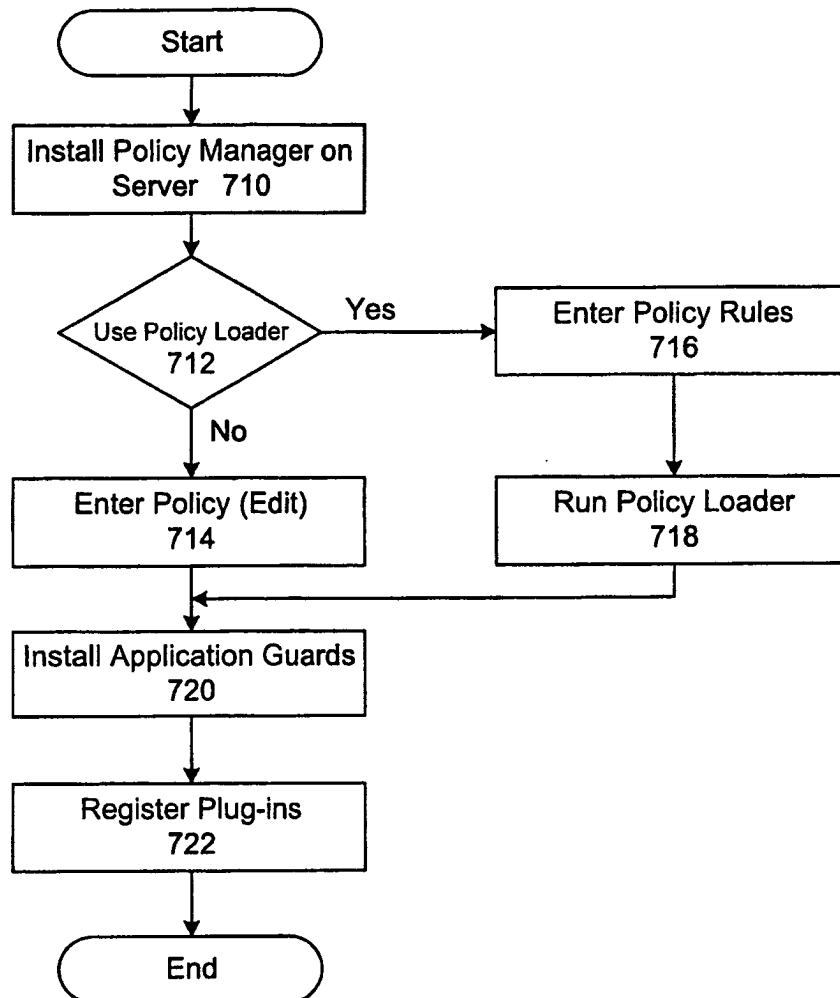 Start
Install Policy Manager on
Server 710
Use Policy Loader
712
Yes
No
Enter Policy Rules
716
Enter Policy (Edit)
714
Run Policy Loader
718
Install Application Guards
720
Register Plug-ins
722
End